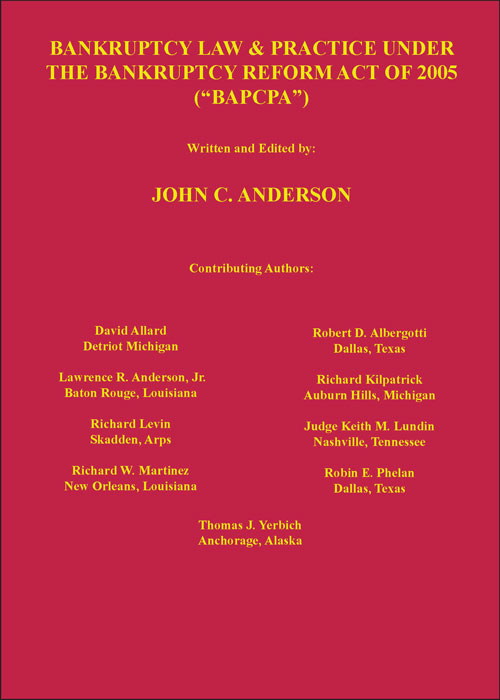 BANKRUPTCY LAW & PRACTICE UNDER
THE BANKRUPTCY REFORM ACT OF 2005
(“BAPCPA”)
Written and Edited by:
JOHN C. ANDERSON
Contributing Authors:
David Allard
Detriot Michigan
Lawrence R. Anderson, Jr.
Baton Rouge, Louisiana
Richard Levin
Skadden, Arps
Richard W. Martinez
New Orleans, Louisiana
Robert D. Albergotti
Dallas, Texas
Richard Kilpatrick
Auburn Hills, Michigan
Judge Keith M. Lundin
Nashville, Tennessee
Robin E. Phelan
Dallas, Texas
Thomas J. Yerbich
Anchorage, Alaska